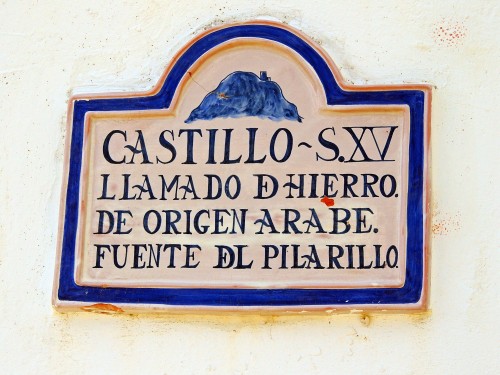 CASTILLO~S.XV
LLAMADO D HIERRO.
DE ORIGEN ARABE.
FUENTE DL PILARILLO